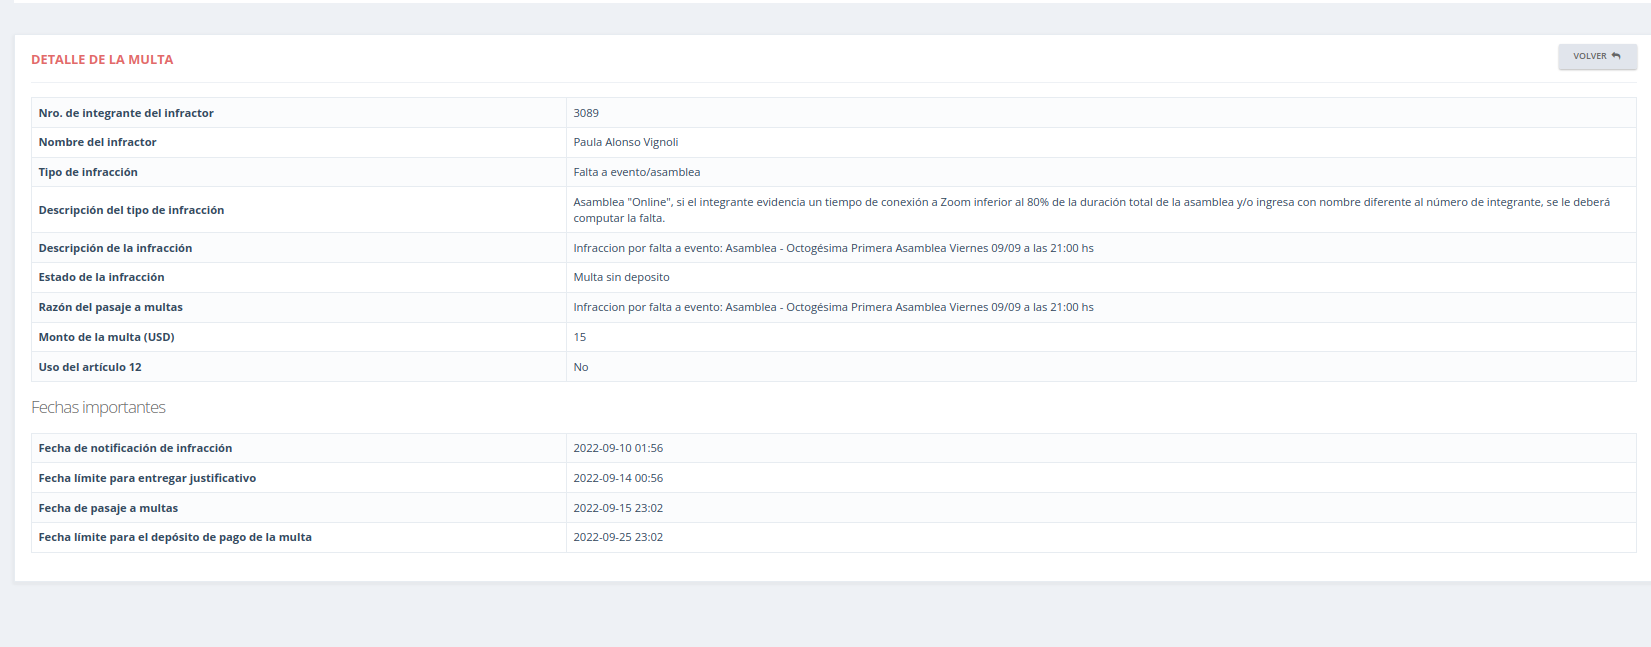 DETALLE DE LA MULTA
VOLVER
Nro. de integrante del infractor 3089
Nombre del infractor Paula Alonso Vignoli
Tipo de infracción Falta a evento/asamblea
Descripción del tipo de infracción Asamblea "Online", si el integrante evidencia un tiempo de conexión a Zoom inferior al 80% de la duración total de la asamblea y/o ingresa con nombre diferente al número de integrante, se le deberá
computar la falta.
Descripción de la infracción Infraccion por falta a evento: Asamblea - Octogésima Primera Asamblea Viernes 09/09 a las 21:00 hs
Estado de la infracción Multa sin deposito
Razón del pasaje a multas Infraccion por falta a evento: Asamblea - Octogésima Primera Asamblea Viernes 09/09 a las 21:00 hs
Monto de la multa (USD) 15
Uso del artículo 12 No
Fechas importantes
Fecha de notificación de infracción 2022-09-10 01:56
Fecha límite para entregar justificativo 2022-09-14 00:56
Fecha de pasaje a multas 2022-09-15 23:02
Fecha límite para el depósito de pago de la multa 2022-09-25 23:02